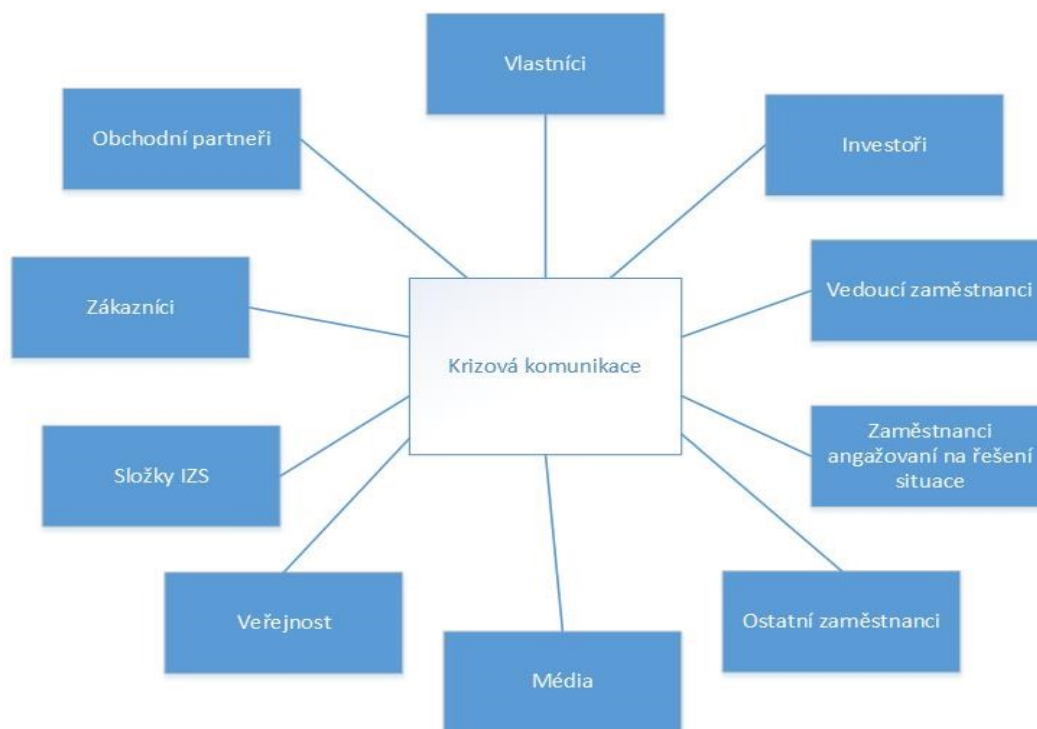 Vlastníci
Obchodní partneři
Investoři
Zákazníci
Vedoucí zaměstnanci
Krizová komunikace
Zaměstnanci
angažovaní na řešení
situace
Složky IZS
Veřejnost
Ostatní zaměstnanci
Média